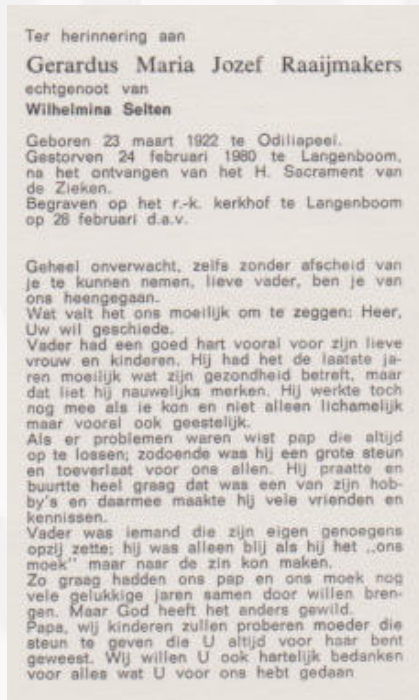 Ter herinnering aan
Gerardus Maria Jozef Raaijmakers
echtgenoot van
Wilhelmina Selten
Geboren 23 maart 1922 te Odiliapeel.
Gestorven 24 februari 1980 te Langenboom,
na het ontvangen van het H. Sacrament van
de Zieken.
Begraven op het r.-k. kerkhof te Langenboom
op 28 februari d.a.v.
Geheel onverwacht, zelfs zonder afscheid van
je te kunnen nemen, lieve vader, ben je van
ons heengegaan.
Wat valt het ons moeilijk om te zeggen: Heer,
Uw wil geschiede.
Vader had een goed hart vooral voor zijn lieve
vrouw en kinderen. Hij had het de laatste ja-
ren moeilijk wat zijn gezondheid betreft, maar
dat liet hij nauwelijks merken. Hij werkte toch
nog mee als ie kon en niet alleen lichamelijk
maar vooral ook geestelijk.
Als er problemen waren wist pap die altijd
op te lossen; zodoende was hij een grote steun
en toeverlaat voor ons allen. Hij praatte en
buurtte heel graag dat was een van zijn hob-
by's en daarmee maakte hij vele vrienden en
kennissen.
Vader was iemand die zijn eigen genoegens
opzij zette; hij was alleen blij als hij het „ons
moek" maar naar de zin kon maken.
Zo graag hadden ons pap en ons moek nog
vele gelukkige jaren samen door willen bren-
gen. Maar God heeft het anders gewild.
Papa, wij kinderen zullen proberen moeder die
steun te geven die U altijd voor haar bent
geweest. Wij willen U ook hartelijk bedanken
voor alles wat U voor ons hebt gedaan